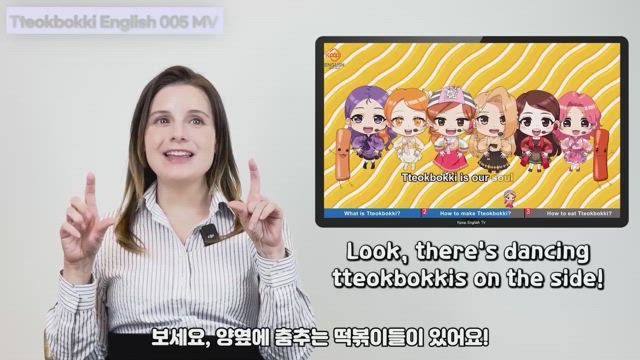 Tteokbokki English 005 MV
ENGLISH
Tteokbokki is our soul
What is Tteokbokki?
2 How to make Tteokbokki?
3 How to eat Tteokbokki?
Look, there's dancing
tteokbokkis on the side!
보세요, 양옆에 춤추는 떡볶이들이 있어요!